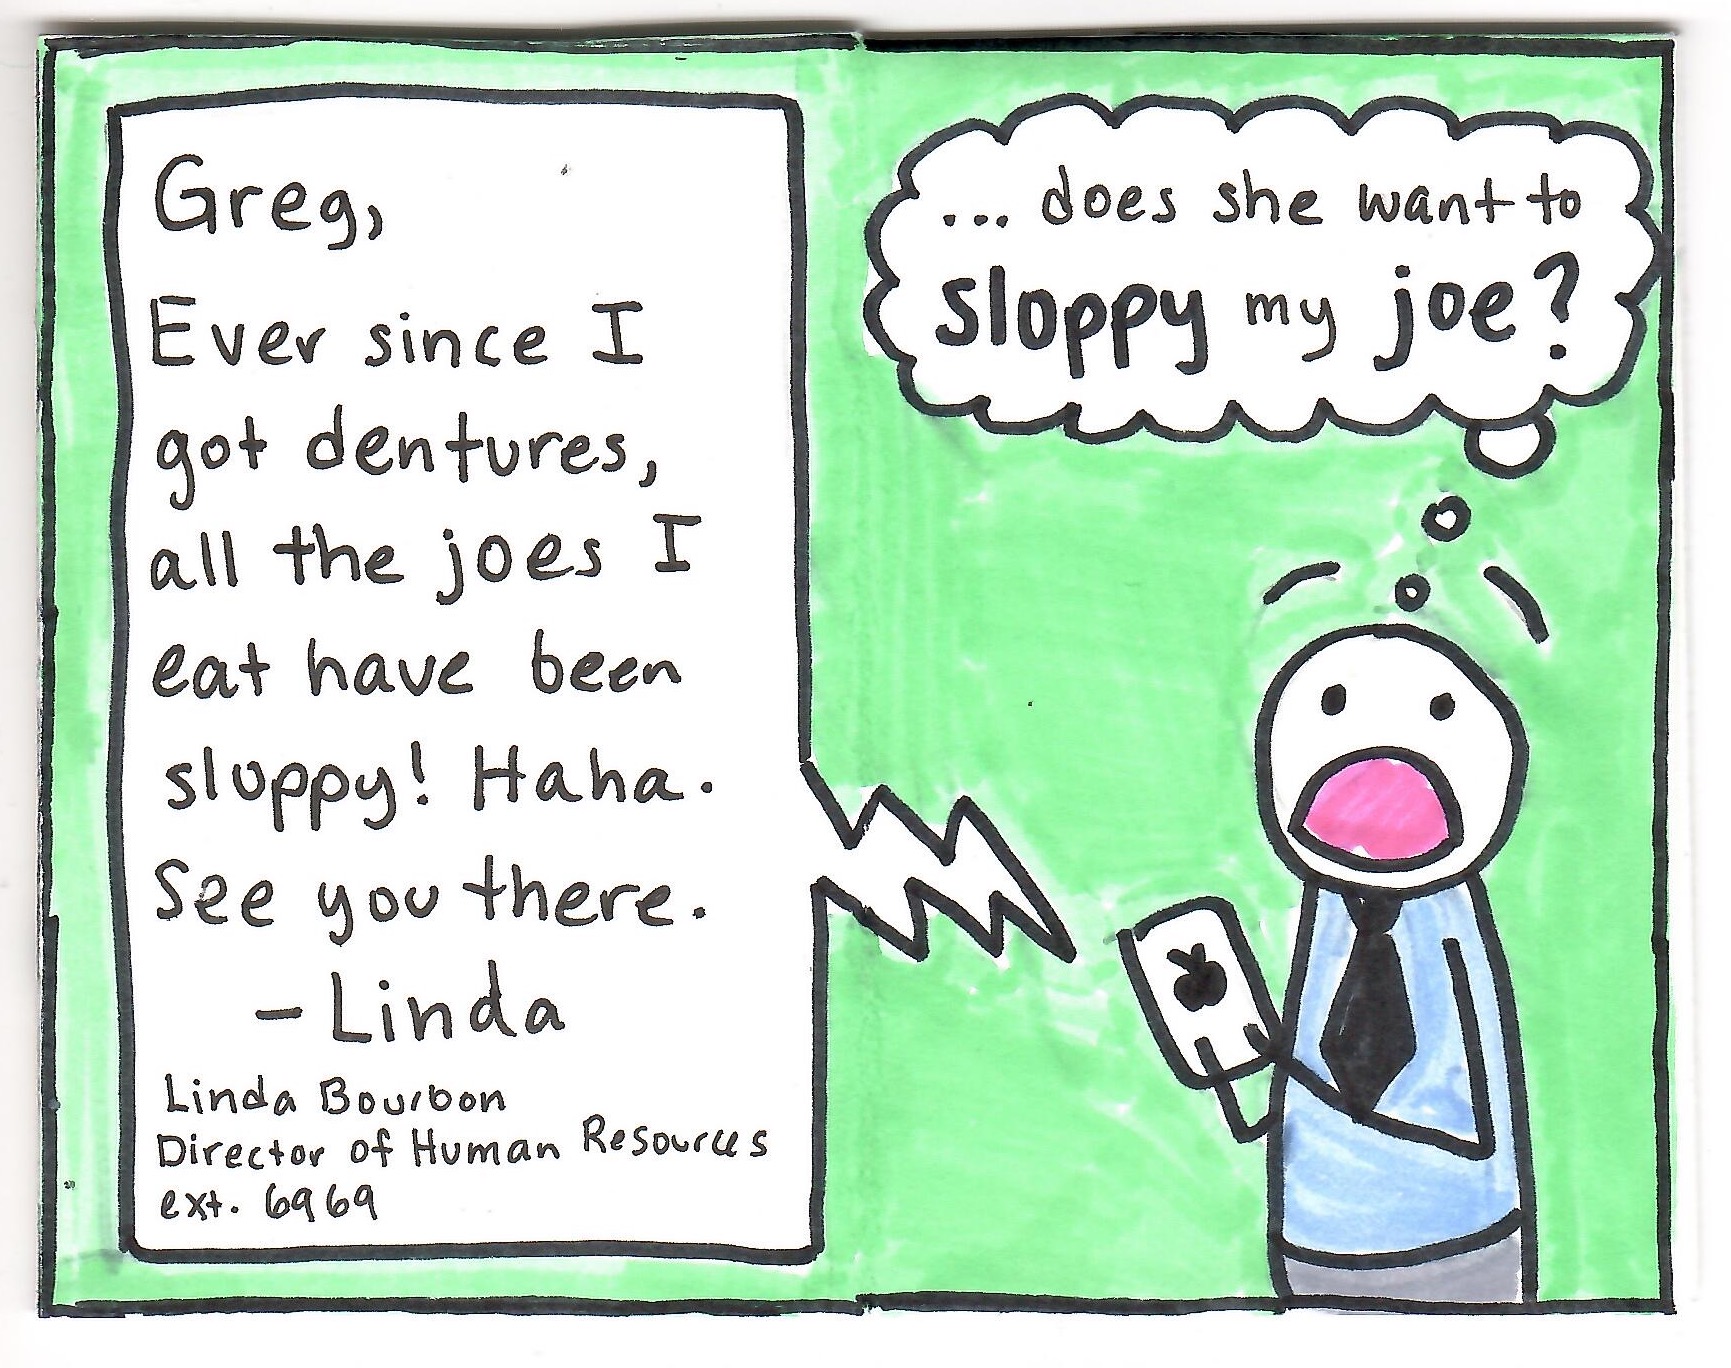 Greg,
Ever since I
got dentures,
all the joes I
eat have been
sloppy! Haha.
See you there.
- Linda
Linda Bourbon
Director of Human Resources
ext. 6969
... does she want to
sloppy my joe?